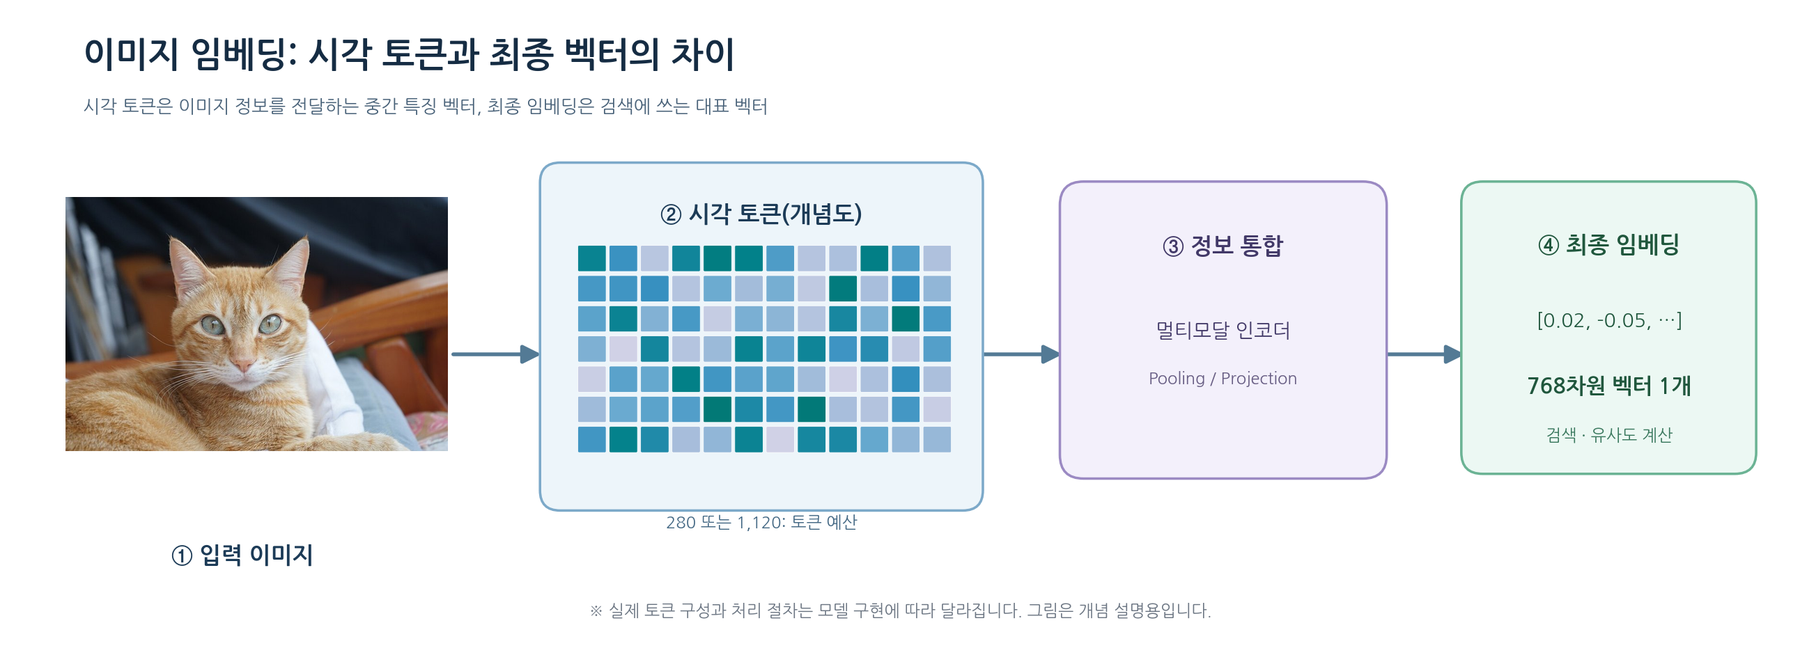 이미지 임베딩: 시각 토큰과 최종 벡터의 차이
시각 토큰은 이미지 정보를 전달하는 중간 특징 벡터, 최종 임베딩은 검색에 쓰는 대표 벡터
① 입력 이미지
② 시각 토큰(개념도)
280 또는 1,120: 토큰 예산
③ 정보 통합
멀티모달 인코더
Pooling / Projection
④ 최종 임베딩
[0.02, -0.05, ⋯]
768차원 벡터 1개
검색 · 유사도 계산
※ 실제 토큰 구성과 처리 절차는 모델 구현에 따라 달라집니다. 그림은 개념 설명용입니다.